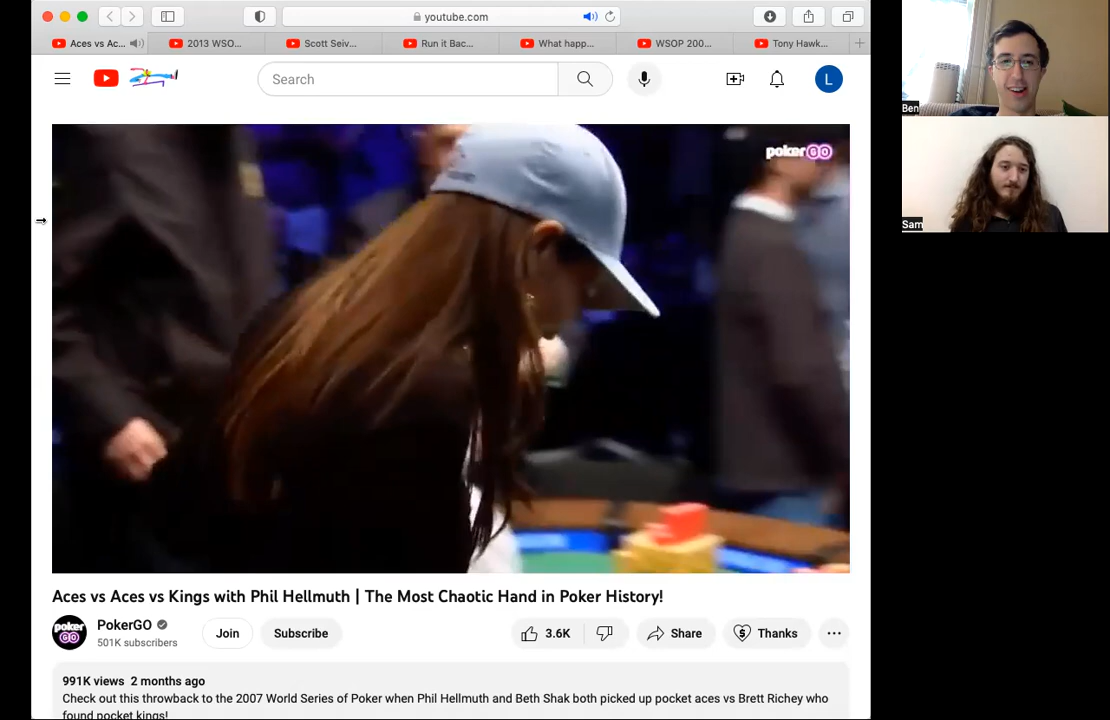 youtube.com
Aces vs Ac...
2013 WSO...
Scott Seiv...
Run it Bac...
What happ...
WSOP 200...
Tony Hawk...
Search
L
Ben
Sam
poker GO
Aces vs Aces vs Kings with Phil Hellmuth | The Most Chaotic Hand in Poker History!
poker GO
PokerGO
501K subscribers
Join
Subscribe
3.6K
Share
Thanks
991K views 2 months ago
Check out this throwback to the 2007 World Series of Poker when Phil Hellmuth and Beth Shak both picked up pocket aces vs Brett Richey who
found pocket kings!